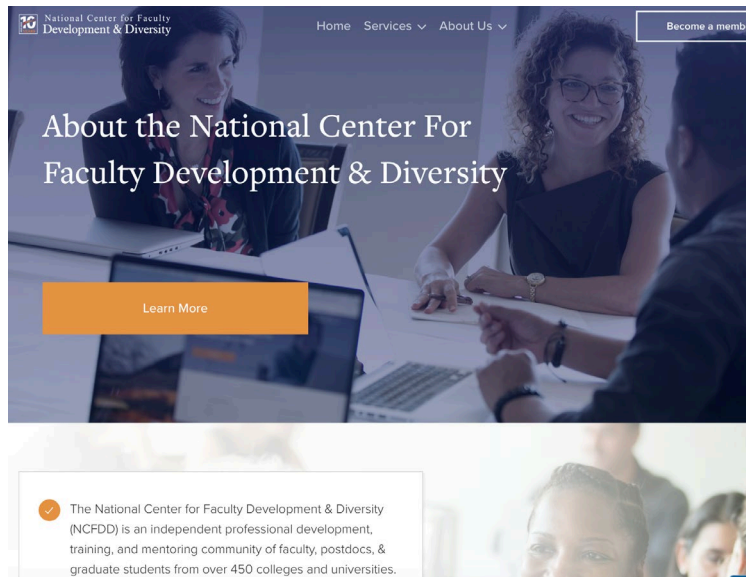 National Center for Faculty
Development & Diversity
Home Services About Us
About the National Center For
Faculty Development & Diversity
Learn More
The National Center for Faculty Development & Diversity
(NCFDD) is an independent professional development,
training, and mentoring community of faculty, postdocs, &
graduate students from over 450 colleges and universities.